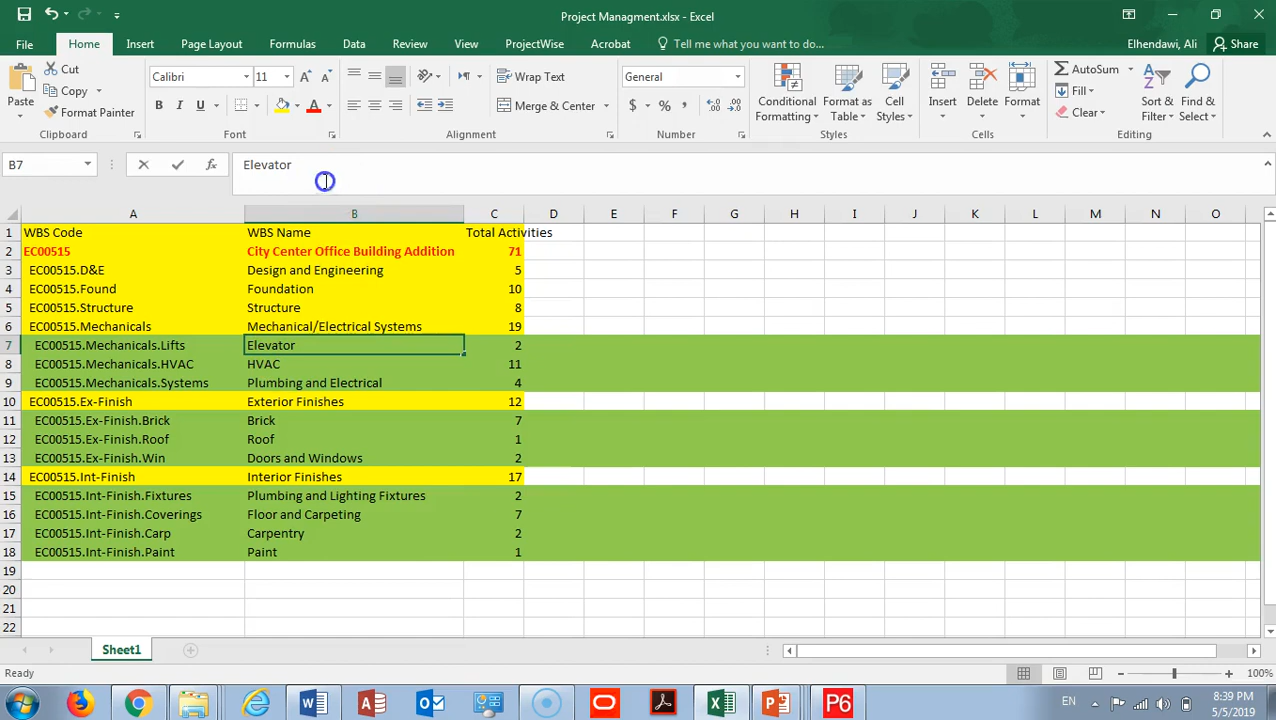 Project Managment.xlsx - Excel
File Home Insert Page Layout Formulas Data Review View ProjectWise Acrobat Tell me what you want to do... Elhendawi, Ali Share
Paste Cut Copy Format Painter Clipboard
Calibri 11 B I U Font
Wrap Text Merge & Center Alignment
General $ % , Number
Conditional Formatting Format as Table Cell Styles Styles
Insert Delete Format Cells
AutoSum Fill Clear Sort & Filter Find & Select Editing
B7 fx Elevator
A B C D E F G H I J K L M N O
1 WBS Code WBS Name Total Activities
2 EC00515 City Center Office Building Addition 71
3 EC00515.D&E Design and Engineering 5
4 EC00515.Found Foundation 10
5 EC00515.Structure Structure 8
6 EC00515.Mechanicals Mechanical/Electrical Systems 19
7 EC00515.Mechanicals.Lifts Elevator 2
8 EC00515.Mechanicals.HVAC HVAC 11
9 EC00515.Mechanicals.Systems Plumbing and Electrical 4
10 EC00515.Ex-Finish Exterior Finishes 12
11 EC00515.Ex-Finish.Brick Brick 7
12 EC00515.Ex-Finish.Roof Roof 1
13 EC00515.Ex-Finish.Win Doors and Windows 2
14 EC00515.Int-Finish Interior Finishes 17
15 EC00515.Int-Finish.Fixtures Plumbing and Lighting Fixtures 2
16 EC00515.Int-Finish.Coverings Floor and Carpeting 7
17 EC00515.Int-Finish.Carp Carpentry 2
18 EC00515.Int-Finish.Paint Paint 1
19
20
21
22
Sheet1
Ready 100%
P6 EN 8:39 PM
5/5/2019